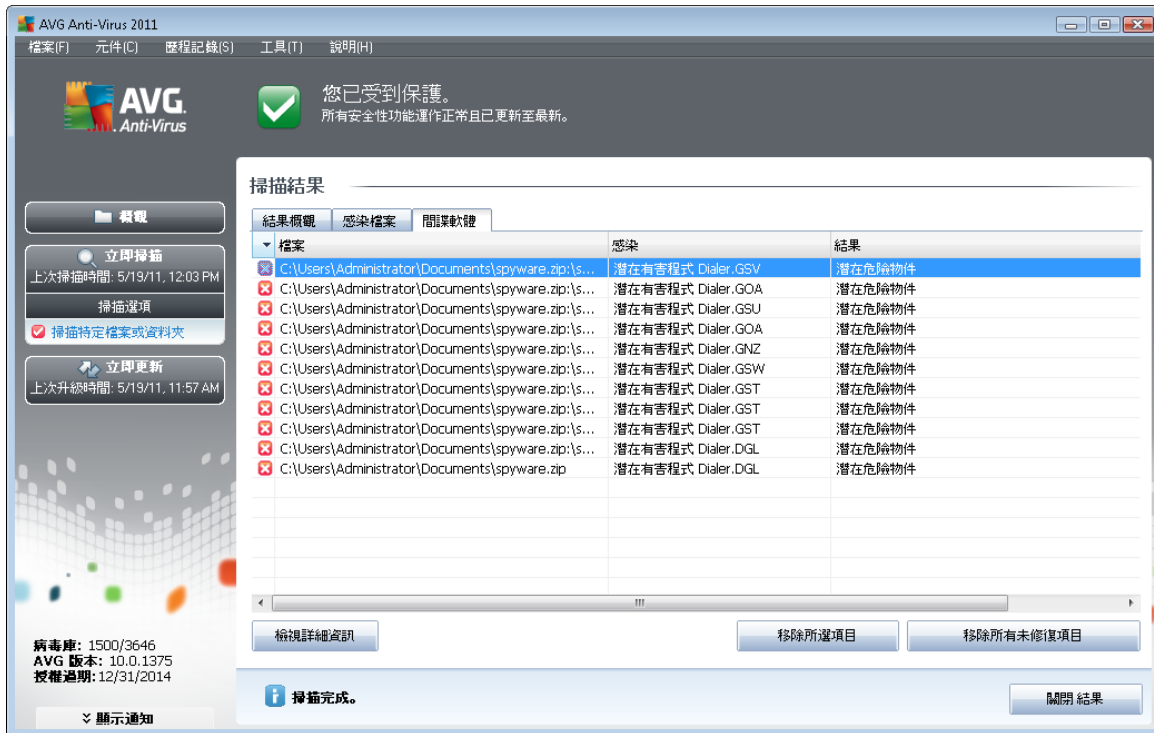 AVG Anti-Virus 2011
檔案(F) 元件(C) 歷程記錄(S) 工具(T) 說明(H)
AVG.
Anti-Virus
您已受到保護。
所有安全性功能運作正常且已更新至最新。
概觀
立即掃描
上次掃描時間: 5/19/11, 12:03 PM
掃描選項
掃描特定檔案或資料夾
立即更新
上次升級時間: 5/19/11, 11:57 AM
病毒庫: 1500/3646
AVG 版本: 10.0.1375
授權過期: 12/31/2014
顯示通知
掃描結果
結果概觀 感染檔案 間諜軟體
檔案 感染 結果
C:\Users\Administrator\Documents\spyware.zip:\s... 潛在有害程式 Dialer.GSV 潛在危險物件
C:\Users\Administrator\Documents\spyware.zip:\s... 潛在有害程式 Dialer.GOA 潛在危險物件
C:\Users\Administrator\Documents\spyware.zip:\s... 潛在有害程式 Dialer.GSU 潛在危險物件
C:\Users\Administrator\Documents\spyware.zip:\s... 潛在有害程式 Dialer.GOA 潛在危險物件
C:\Users\Administrator\Documents\spyware.zip:\s... 潛在有害程式 Dialer.GNZ 潛在危險物件
C:\Users\Administrator\Documents\spyware.zip:\s... 潛在有害程式 Dialer.GSW 潛在危險物件
C:\Users\Administrator\Documents\spyware.zip:\s... 潛在有害程式 Dialer.GST 潛在危險物件
C:\Users\Administrator\Documents\spyware.zip:\s... 潛在有害程式 Dialer.GST 潛在危險物件
C:\Users\Administrator\Documents\spyware.zip:\s... 潛在有害程式 Dialer.GST 潛在危險物件
C:\Users\Administrator\Documents\spyware.zip:\s... 潛在有害程式 Dialer.DGL 潛在危險物件
C:\Users\Administrator\Documents\spyware.zip 潛在有害程式 Dialer.DGL 潛在危險物件
檢視詳細資訊 移除所選項目 移除所有未修復項目
掃描完成。
關閉 結果